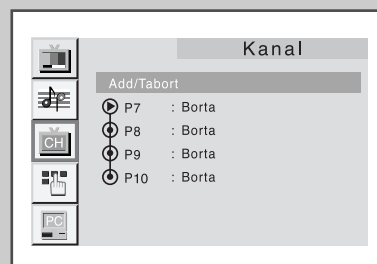 Kanal
Add/Tabort
P7 : Borta
P8 : Borta
CH
P9 : Borta
P10 : Borta
PC